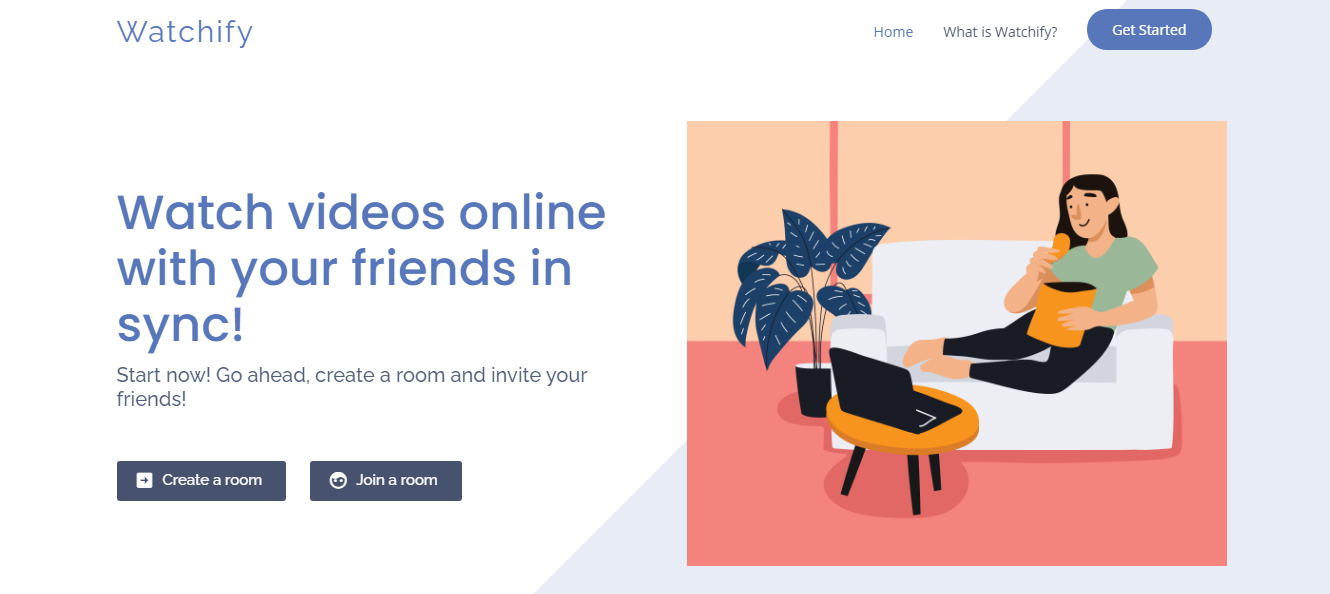 Watchify
Home
What is Watchify?
Get Started
Watch videos online
with your friends in
sync!
Start now! Go ahead, create a room and invite your
friends!
Create a room
Join a room